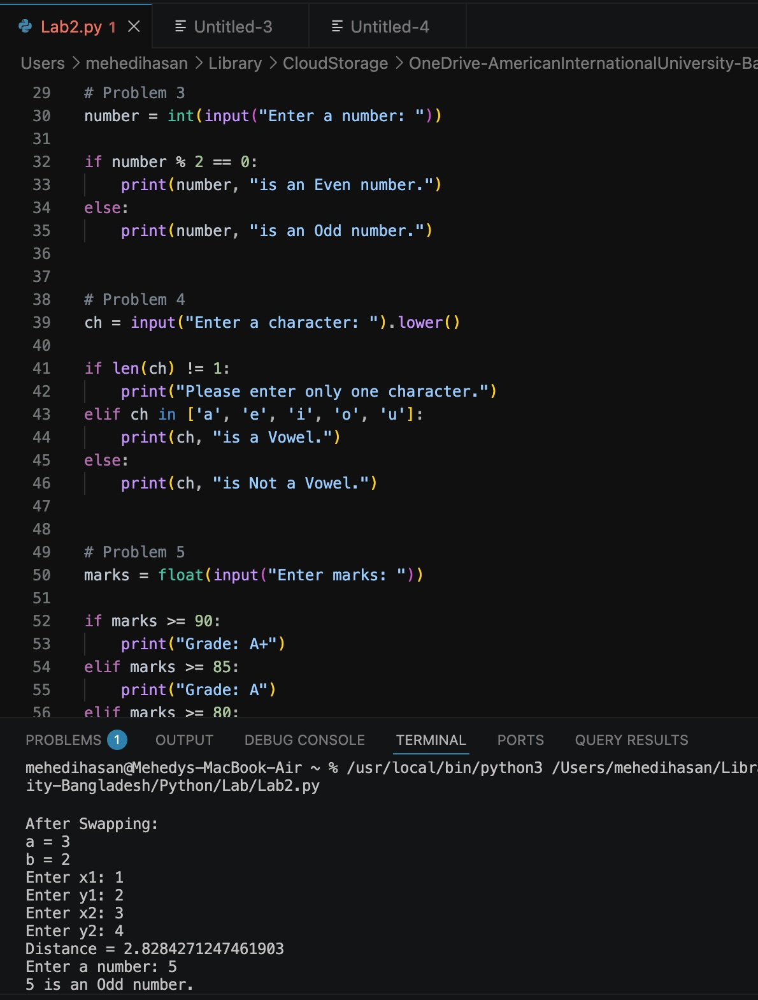 Lab2.py 1
Untitled-3
Untitled-4
Users > mehedihasan > Library > CloudStorage > OneDrive-AmericanInternationalUniversity-Ba
29 # Problem 3
30 number = int(input("Enter a number: "))
31
32 if number % 2 == 0:
33     print(number, "is an Even number.")
34 else:
35     print(number, "is an Odd number.")
36
37
38 # Problem 4
39 ch = input("Enter a character: ").lower()
40
41 if len(ch) != 1:
42     print("Please enter only one character.")
43 elif ch in ['a', 'e', 'i', 'o', 'u']:
44     print(ch, "is a Vowel.")
45 else:
46     print(ch, "is Not a Vowel.")
47
48
49 # Problem 5
50 marks = float(input("Enter marks: "))
51
52 if marks >= 90:
53     print("Grade: A+")
54 elif marks >= 85:
55     print("Grade: A")
56 elif marks >= 80:
PROBLEMS 1 OUTPUT DEBUG CONSOLE TERMINAL PORTS QUERY RESULTS
mehedihasan@Mehedys-MacBook-Air ~ % /usr/local/bin/python3 /Users/mehedihasan/Libr
ity-Bangladesh/Python/Lab/Lab2.py
After Swapping:
a = 3
b = 2
Enter x1: 1
Enter y1: 2
Enter x2: 3
Enter y2: 4
Distance = 2.8284271247461903
Enter a number: 5
5 is an Odd number.